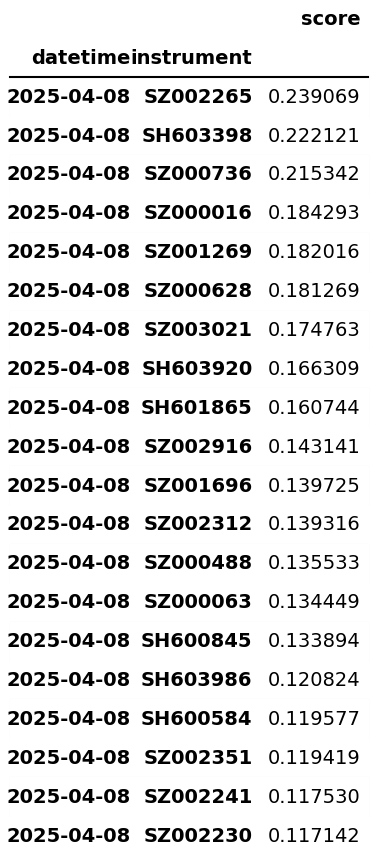 score
datetime instrument
2025-04-08 SZ002265 0.239069
2025-04-08 SH603398 0.222121
2025-04-08 SZ000736 0.215342
2025-04-08 SZ000016 0.184293
2025-04-08 SZ001269 0.182016
2025-04-08 SZ000628 0.181269
2025-04-08 SZ003021 0.174763
2025-04-08 SH603920 0.166309
2025-04-08 SH601865 0.160744
2025-04-08 SZ002916 0.143141
2025-04-08 SZ001696 0.139725
2025-04-08 SZ002312 0.139316
2025-04-08 SZ000488 0.135533
2025-04-08 SZ000063 0.134449
2025-04-08 SH600845 0.133894
2025-04-08 SH603986 0.120824
2025-04-08 SH600584 0.119577
2025-04-08 SZ002351 0.119419
2025-04-08 SZ002241 0.117530
2025-04-08 SZ002230 0.117142